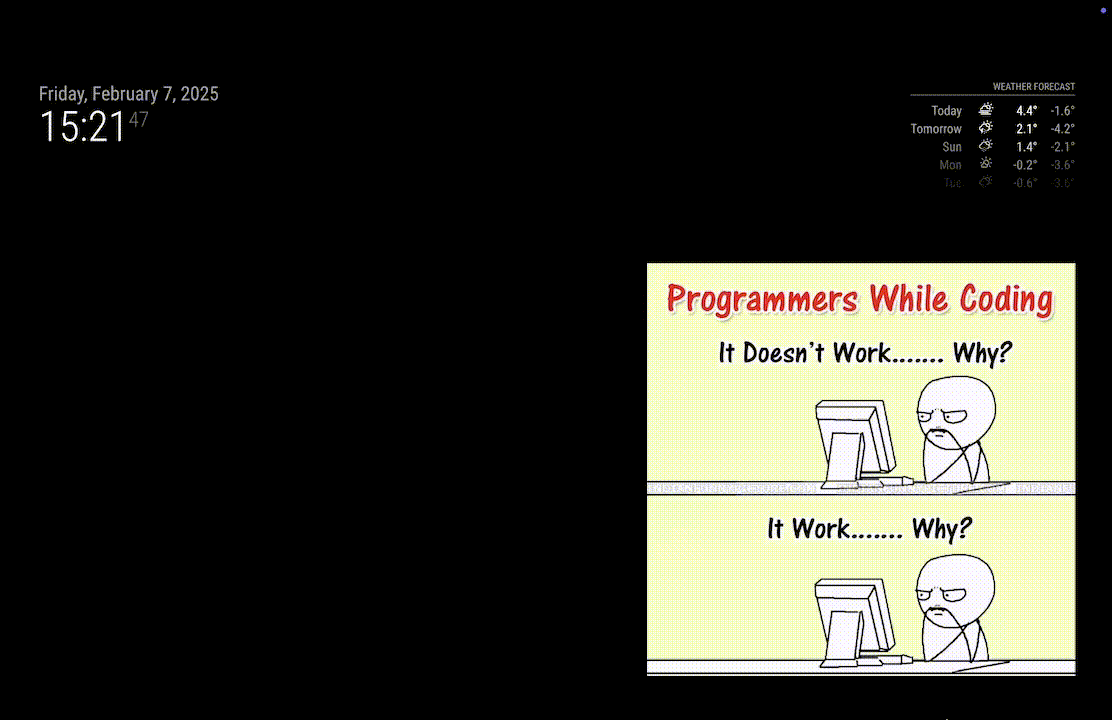 Friday, February 7, 2025
15:21 47
WEATHER FORECAST
Today 4.4° -1.6°
Tomorrow 2.1° -4.2°
Sun 1.4° -2.1°
Mon -0.2° -3.6°
Tue -0.6° -3.6°
Programmers While Coding
It Doesn't Work....... Why?
It Work....... Why?